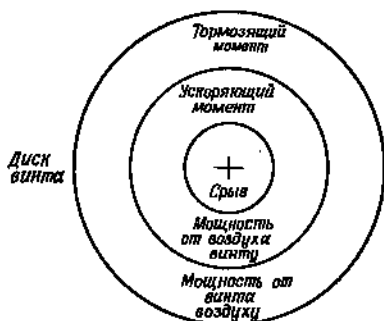 Тормозящий
момент
Ускоряющий
момент
Диск
винта
Срыв
Мощность
от воздуха
винту
Мощность от
винта
воздуху